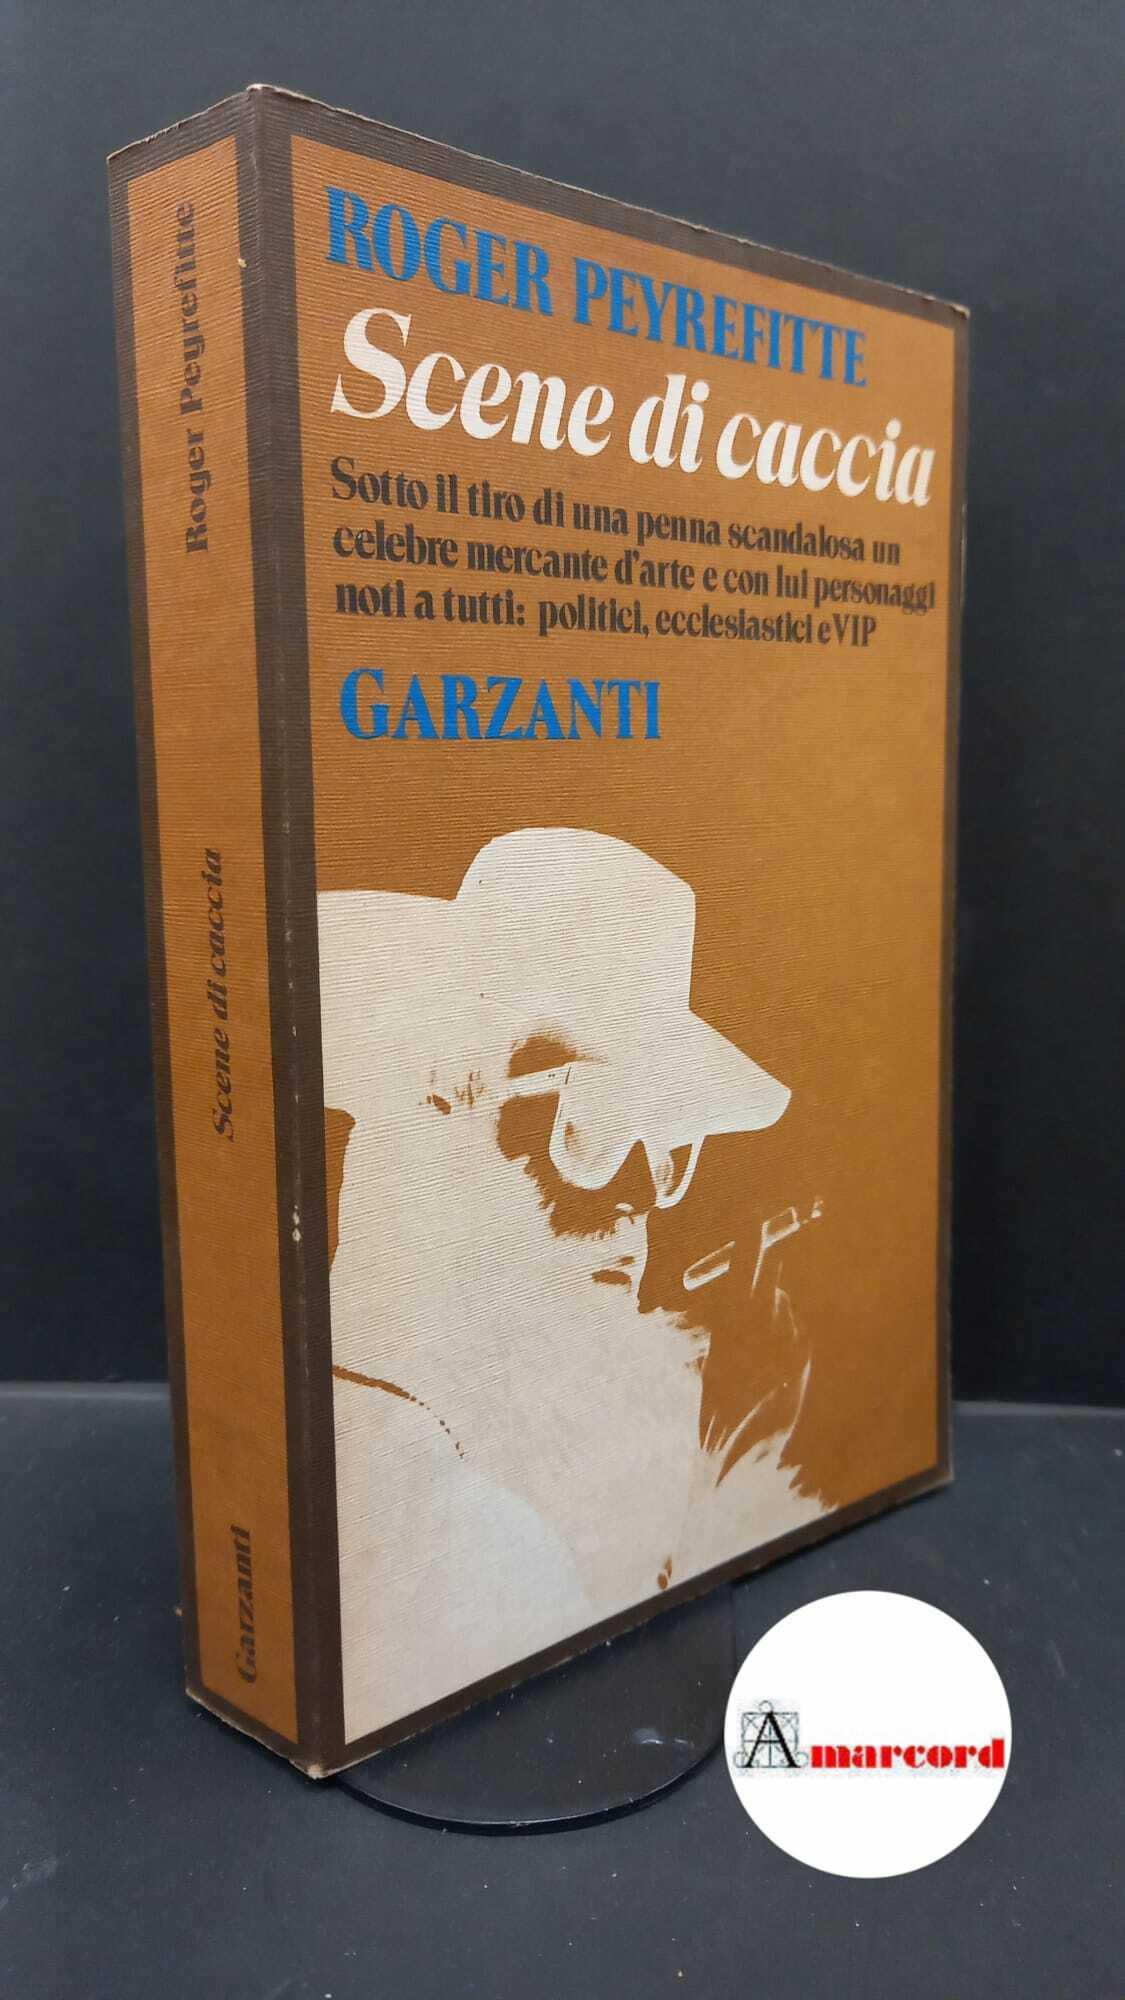 ROGER PEYREFITTE
Scene di caccia
Sotto il tiro di una penna scandalosa un
celebre mercante d'arte e con lui personaggi
noti a tutti: politici, ecclesiastici e VIP
GARZANTI
Roger Peyrefitte
Scene di caccia
Garzanti
Amarcord